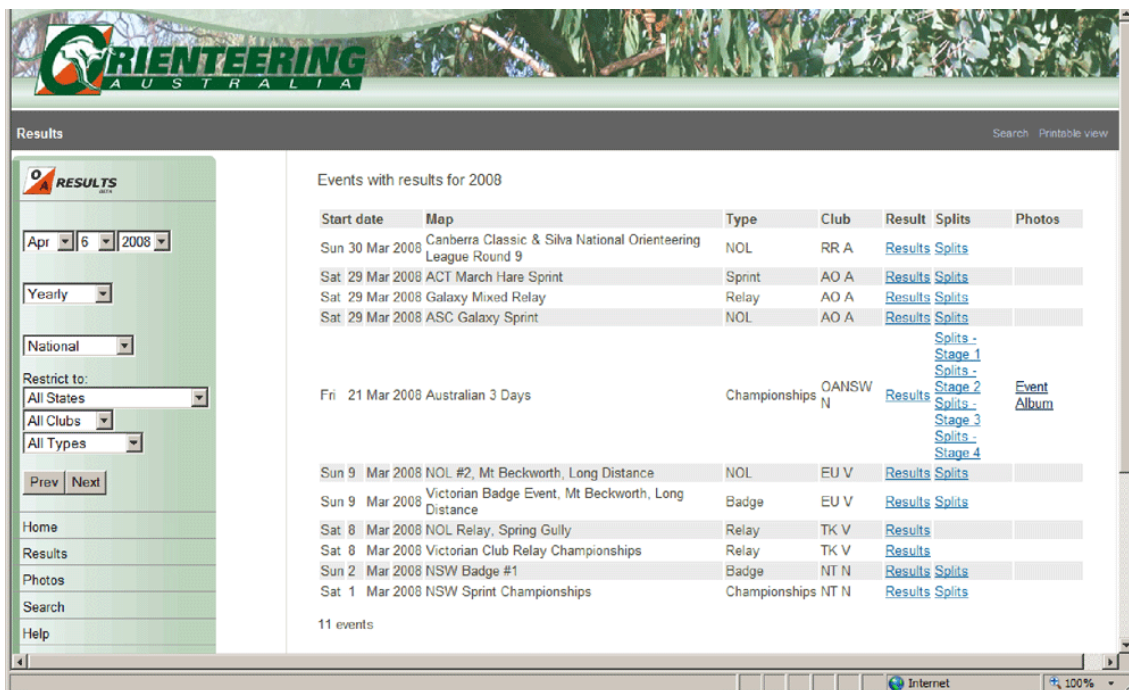 ORIENTEERING
AUSTRALIA
Results
Search Printable view
OA RESULTS
BETA
Apr 6 2008
Yearly
National
Restrict to:
All States
All Clubs
All Types
Prev Next
Home
Results
Photos
Search
Help
Events with results for 2008
Start date Map Type Club Result Splits Photos
Sun 30 Mar 2008 Canberra Classic & Silva National Orienteering League Round 9 NOL RR A Results Splits
Sat 29 Mar 2008 ACT March Hare Sprint Sprint AO A Results Splits
Sat 29 Mar 2008 Galaxy Mixed Relay Relay AO A Results Splits
Sat 29 Mar 2008 ASC Galaxy Sprint NOL AO A Results Splits
Fri 21 Mar 2008 Australian 3 Days Championships OANSW N Results Splits - Stage 1 Splits - Stage 2 Splits - Stage 3 Splits - Stage 4 Event Album
Sun 9 Mar 2008 NOL #2, Mt Beckworth, Long Distance NOL EU V Results Splits
Sun 9 Mar 2008 Victorian Badge Event, Mt Beckworth, Long Distance Badge EU V Results Splits
Sat 8 Mar 2008 NOL Relay, Spring Gully Relay TK V Results
Sat 8 Mar 2008 Victorian Club Relay Championships Relay TK V Results
Sun 2 Mar 2008 NSW Badge #1 Badge NT N Results Splits
Sat 1 Mar 2008 NSW Sprint Championships Championships NT N Results Splits
11 events
Internet 100%